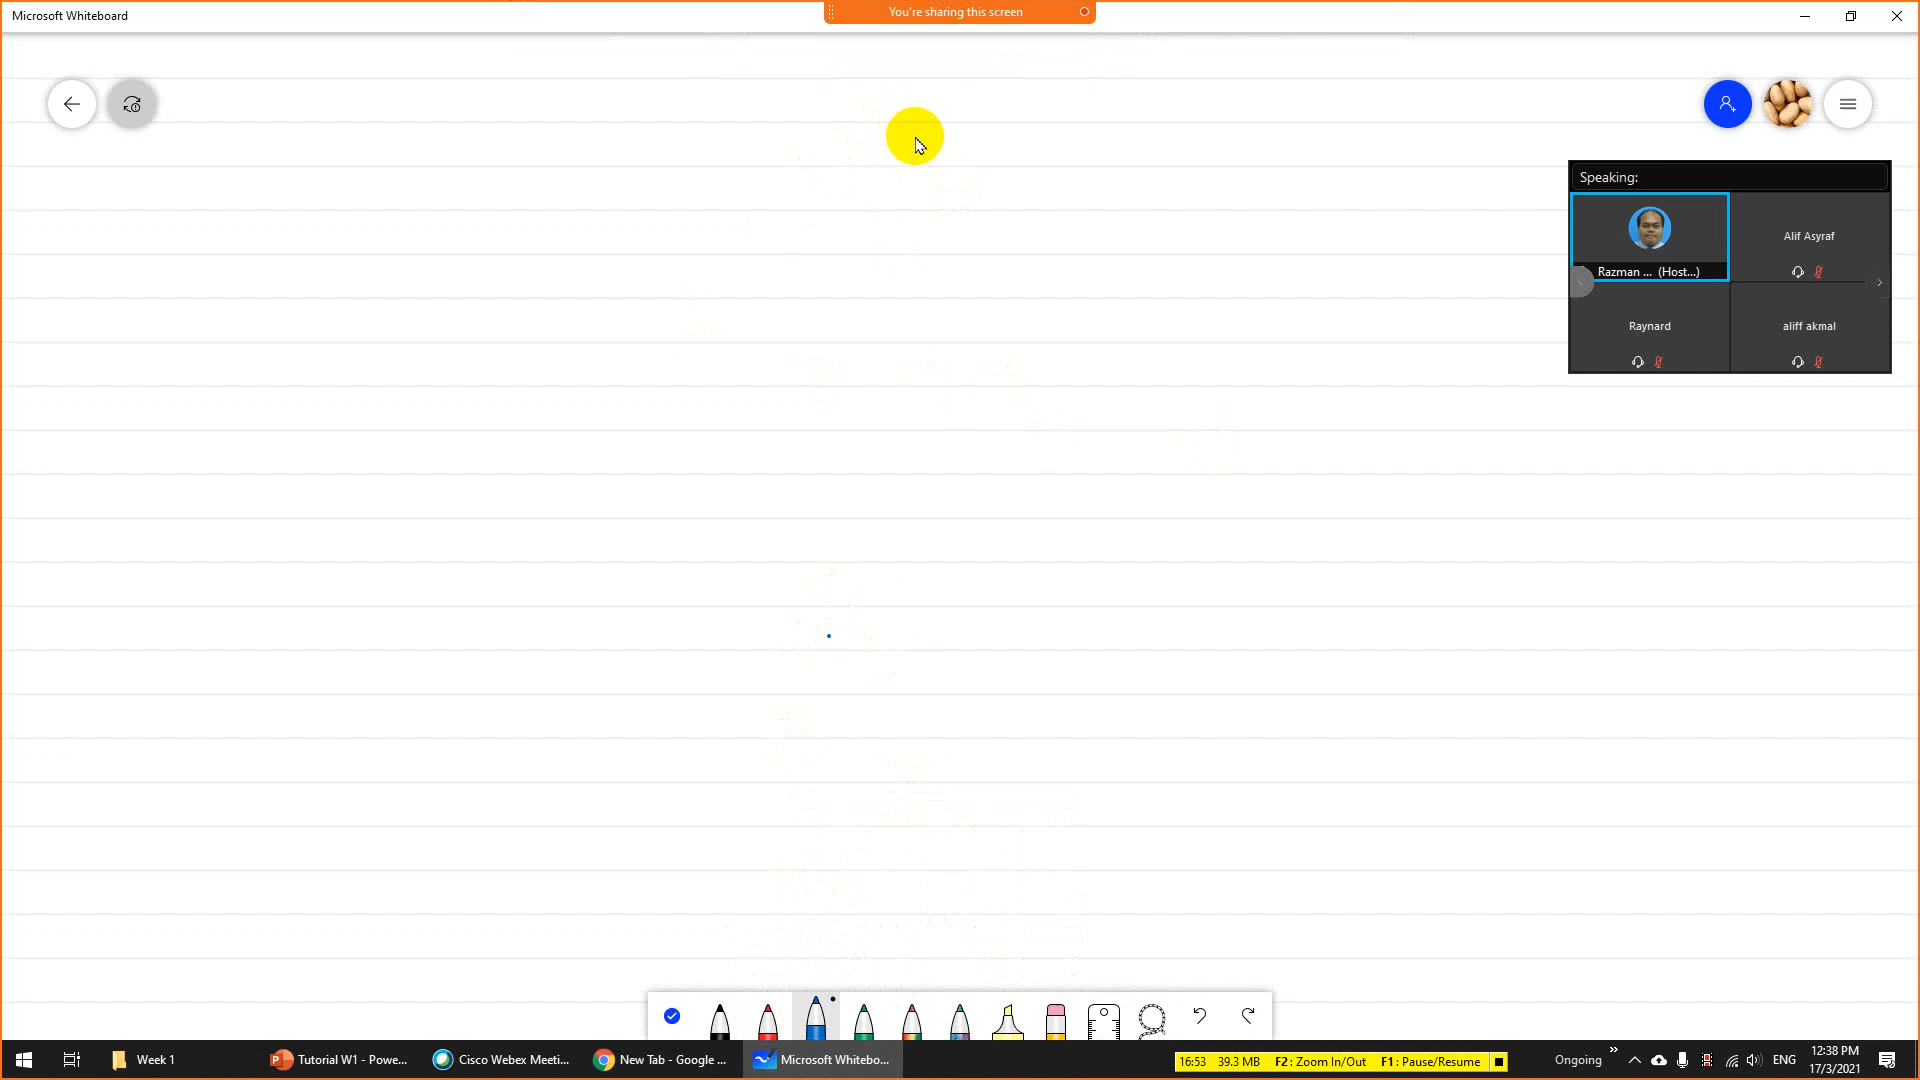 Microsoft Whiteboard
You're sharing this screen
Speaking:
Razman ... (Host...)
Alif Asyraf
Raynard
aliff akmal
Week 1
Tutorial W1 - Powe...
Cisco Webex Meeti...
New Tab - Google ...
Microsoft Whitebo...
16:53 39.3 MB F2: Zoom In/Out F1: Pause/Resume
Ongoing
ENG
12:38 PM
17/3/2021